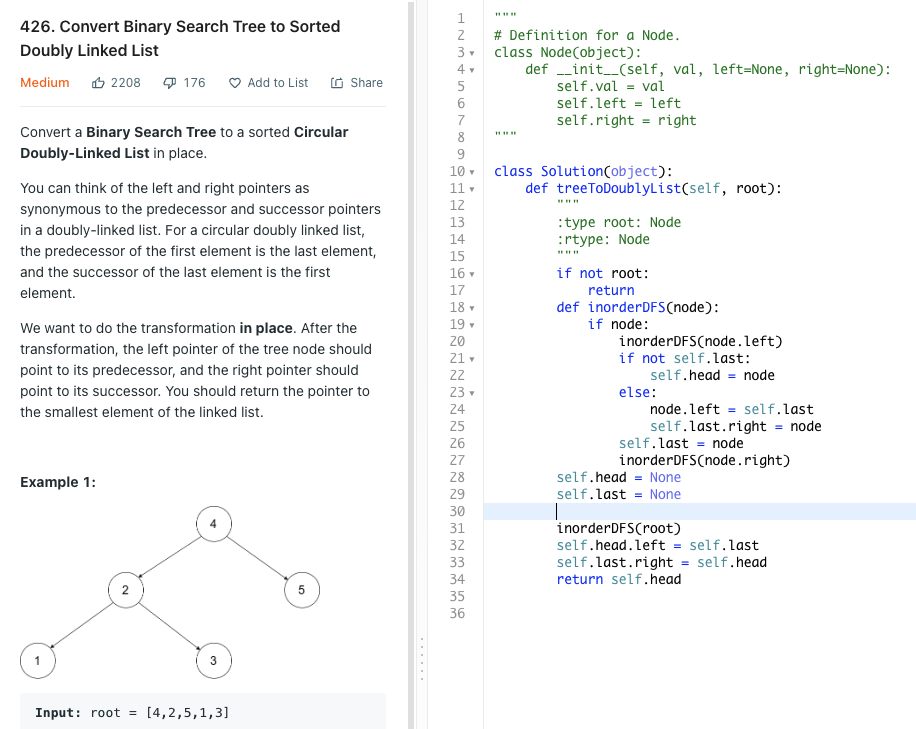 426. Convert Binary Search Tree to Sorted
Doubly Linked List
Medium 2208 176 Add to List Share
Convert a Binary Search Tree to a sorted Circular
Doubly-Linked List in place.
You can think of the left and right pointers as
synonymous to the predecessor and successor pointers
in a doubly-linked list. For a circular doubly linked list,
the predecessor of the first element is the last element,
and the successor of the last element is the first
element.
We want to do the transformation in place. After the
transformation, the left pointer of the tree node should
point to its predecessor, and the right pointer should
point to its successor. You should return the pointer to
the smallest element of the linked list.
Example 1:
4
2 5
1 3
Input: root = [4,2,5,1,3]
1 """
2 # Definition for a Node.
3 class Node(object):
4     def __init__(self, val, left=None, right=None):
5         self.val = val
6         self.left = left
7         self.right = right
8 """
9
10 class Solution(object):
11     def treeToDoublyList(self, root):
12         """
13         :type root: Node
14         :rtype: Node
15         """
16         if not root:
17             return
18         def inorderDFS(node):
19             if node:
20                 inorderDFS(node.left)
21                 if not self.last:
22                     self.head = node
23                 else:
24                     node.left = self.last
25                     self.last.right = node
26                 self.last = node
27                 inorderDFS(node.right)
28         self.head = None
29         self.last = None
30
31         inorderDFS(root)
32         self.head.left = self.last
33         self.last.right = self.head
34         return self.head
35
36